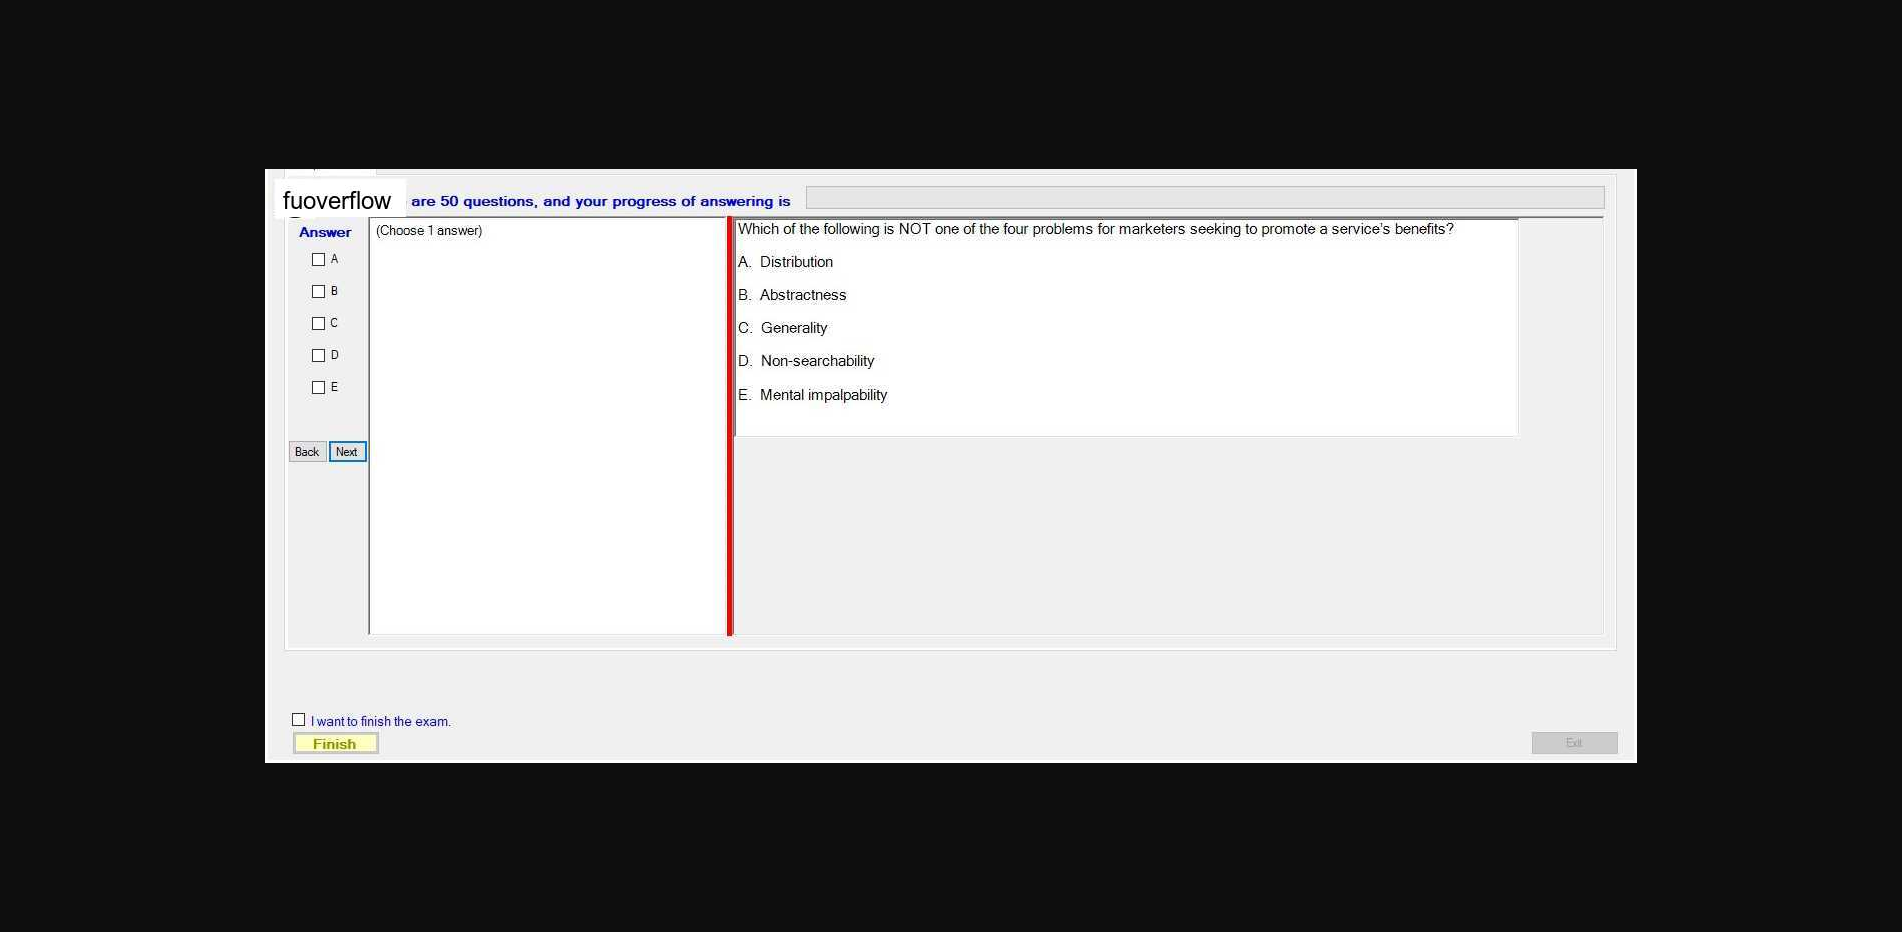 fuoverflow are 50 questions, and your progress of answering is
Answer
(Choose 1 answer)
A
B
C
D
E
Back Next
Which of the following is NOT one of the four problems for marketers seeking to promote a service's benefits?
A. Distribution
B. Abstractness
C. Generality
D. Non-searchability
E. Mental impalpability
I want to finish the exam.
Finish
Exit